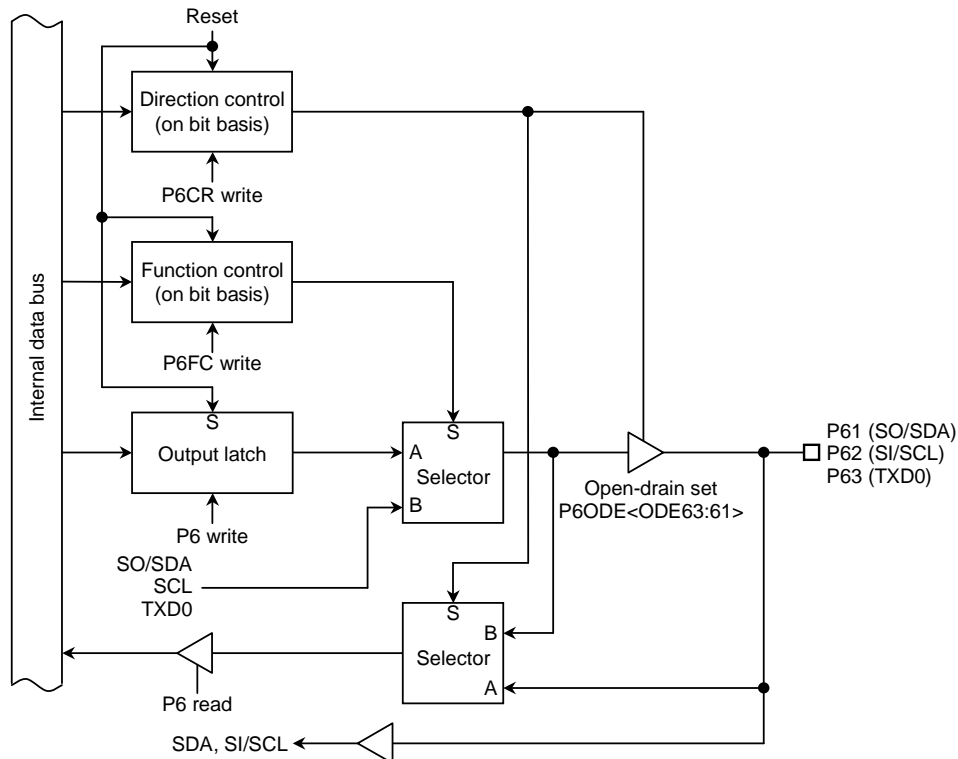 Reset
Direction control
(on bit basis)
P6CR write
Internal data bus
Function control
(on bit basis)
P6FC write
S
Output latch
P6 write
S
A
Selector
B
SO/SDA
SCL
TXD0
Open-drain set
P6ODE<ODE63:61>
P61 (SO/SDA)
P62 (SI/SCL)
P63 (TXD0)
S
B
Selector
A
P6 read
SDA, SI/SCL